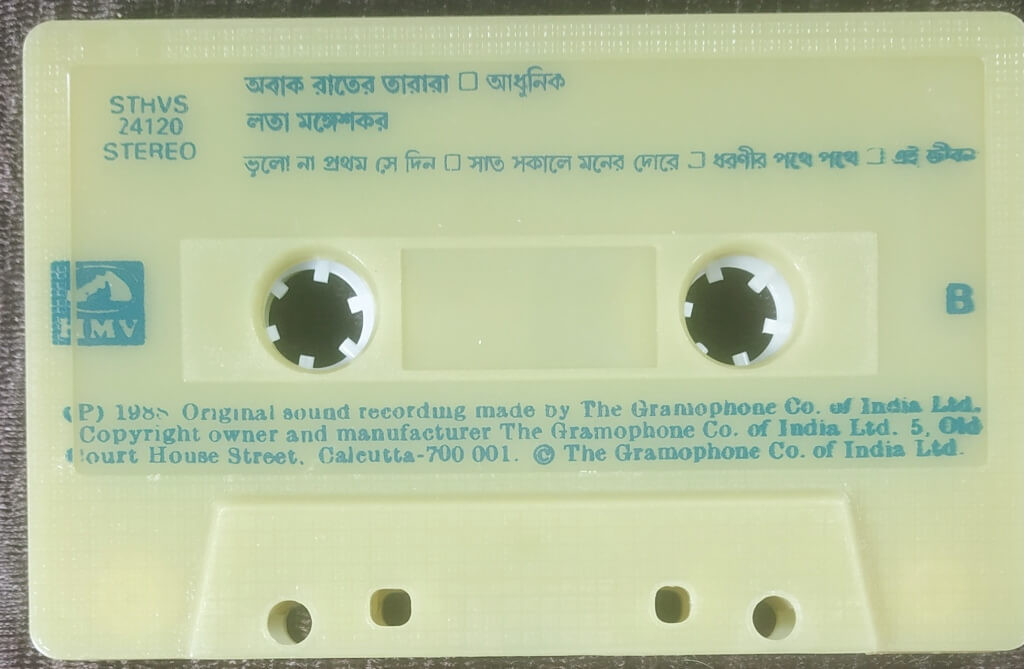 অবাক রাতের তারারা □ আধুনিক
লতা মঙ্গেশকর
ভুলো না প্রথম সে দিন □ সাত সকালে মনের দোরে □ ধরণীর পথে পথে □ এই জীবন
STHVS
24120
STEREO
HMV
B
(P) Original sound recording made by The Gramophone Co. of India Ltd.
Copyright owner and manufacturer The Gramophone Co. of India Ltd. 5, Old
Court House Street, Calcutta-700 001. © The Gramophone Co. of India Ltd.